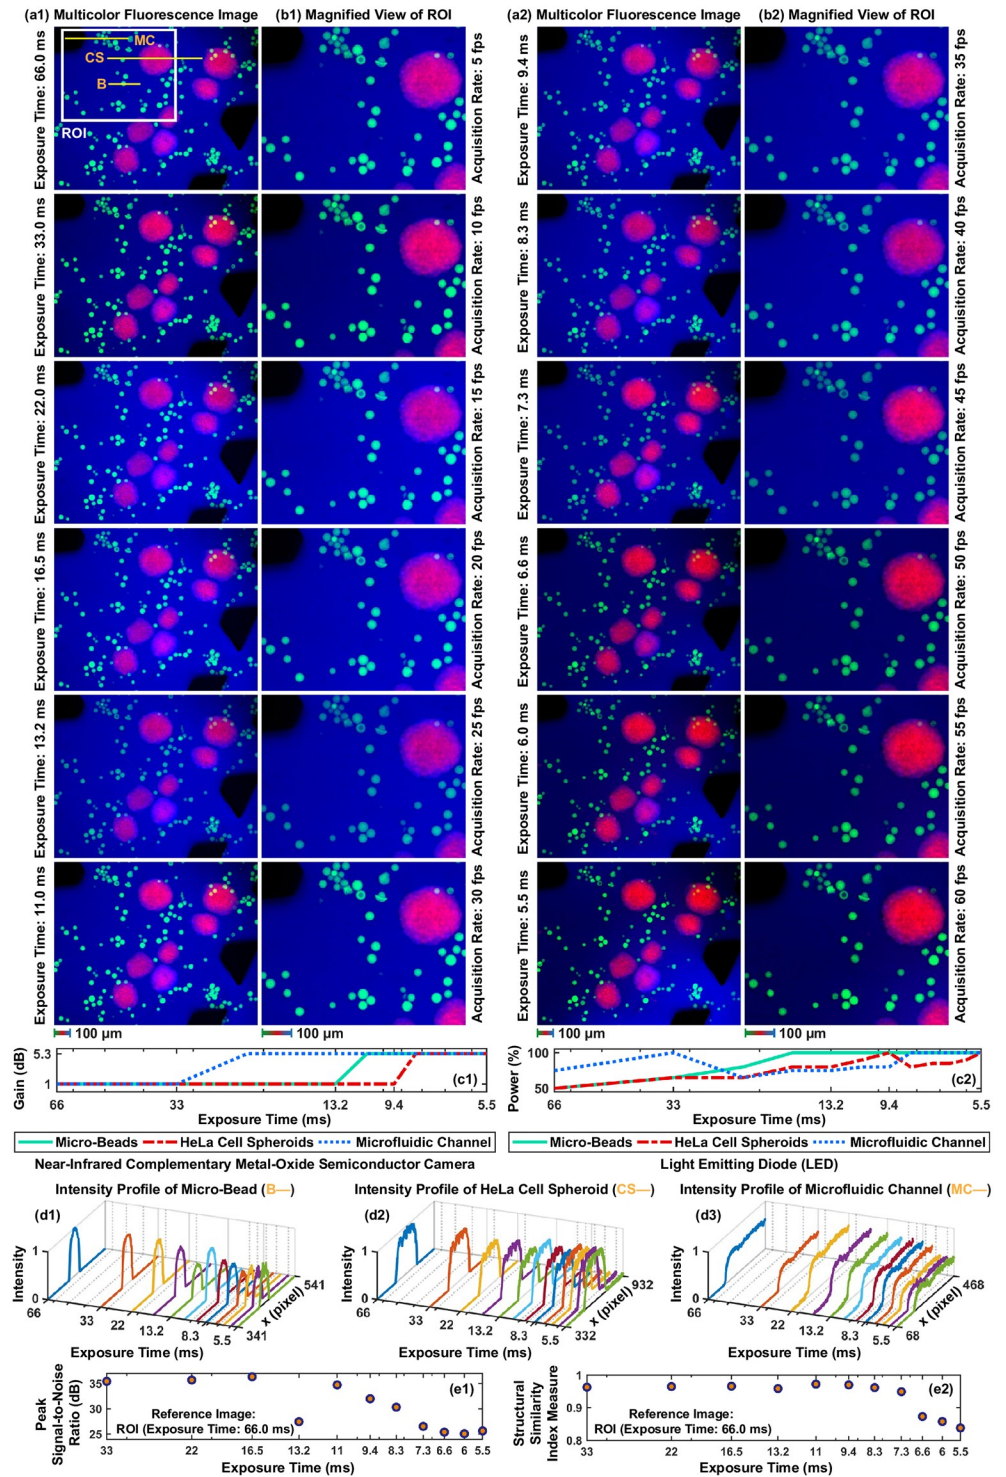 (a1) Multicolor Fluorescence Image
(b1) Magnified View of ROI
(a2) Multicolor Fluorescence Image
(b2) Magnified View of ROI
Exposure Time: 66.0 ms
MC
CS
B
ROI
Acquisition Rate: 5 fps
Exposure Time: 9.4 ms
Acquisition Rate: 35 fps
Exposure Time: 33.0 ms
Acquisition Rate: 10 fps
Exposure Time: 8.3 ms
Acquisition Rate: 40 fps
Exposure Time: 22.0 ms
Acquisition Rate: 15 fps
Exposure Time: 7.3 ms
Acquisition Rate: 45 fps
Exposure Time: 16.5 ms
Acquisition Rate: 20 fps
Exposure Time: 6.6 ms
Acquisition Rate: 50 fps
Exposure Time: 13.2 ms
Acquisition Rate: 25 fps
Exposure Time: 6.0 ms
Acquisition Rate: 55 fps
Exposure Time: 11.0 ms
Acquisition Rate: 30 fps
Exposure Time: 5.5 ms
Acquisition Rate: 60 fps
100 μm
100 μm
100 μm
100 μm
Gain (dB)
5.3
1
(c1)
66 33 13.2 9.4 5.5
Exposure Time (ms)
Power (%)
100
50
(c2)
66 33 13.2 9.4 5.5
Exposure Time (ms)
Micro-Beads HeLa Cell Spheroids Microfluidic Channel
Micro-Beads HeLa Cell Spheroids Microfluidic Channel
Near-Infrared Complementary Metal-Oxide Semiconductor Camera
Light Emitting Diode (LED)
Intensity Profile of Micro-Bead (B—)
Intensity Profile of HeLa Cell Spheroid (CS—)
Intensity Profile of Microfluidic Channel (MC—)
(d1)
Intensity
1
0
66 33 22 13.2 8.3 5.5
341
541
x (pixel)
Exposure Time (ms)
(d2)
Intensity
1
0
66 33 22 13.2 8.3 5.5
332
932
x (pixel)
Exposure Time (ms)
(d3)
Intensity
1
0
66 33 22 13.2 8.3 5.5
68
468
x (pixel)
Exposure Time (ms)
Peak
Signal-to-Noise
Ratio (dB)
35
30
25
(e1)
Reference Image:
ROI (Exposure Time: 66.0 ms)
33 22 16.5 13.2 11 9.4 8.3 7.3 6.6 6 5.5
Exposure Time (ms)
Structural
Similarity
Index Measure
1
0.9
0.8
(e2)
Reference Image:
ROI (Exposure Time: 66.0 ms)
33 22 16.5 13.2 11 9.4 8.3 7.3 6.6 6 5.5
Exposure Time (ms)